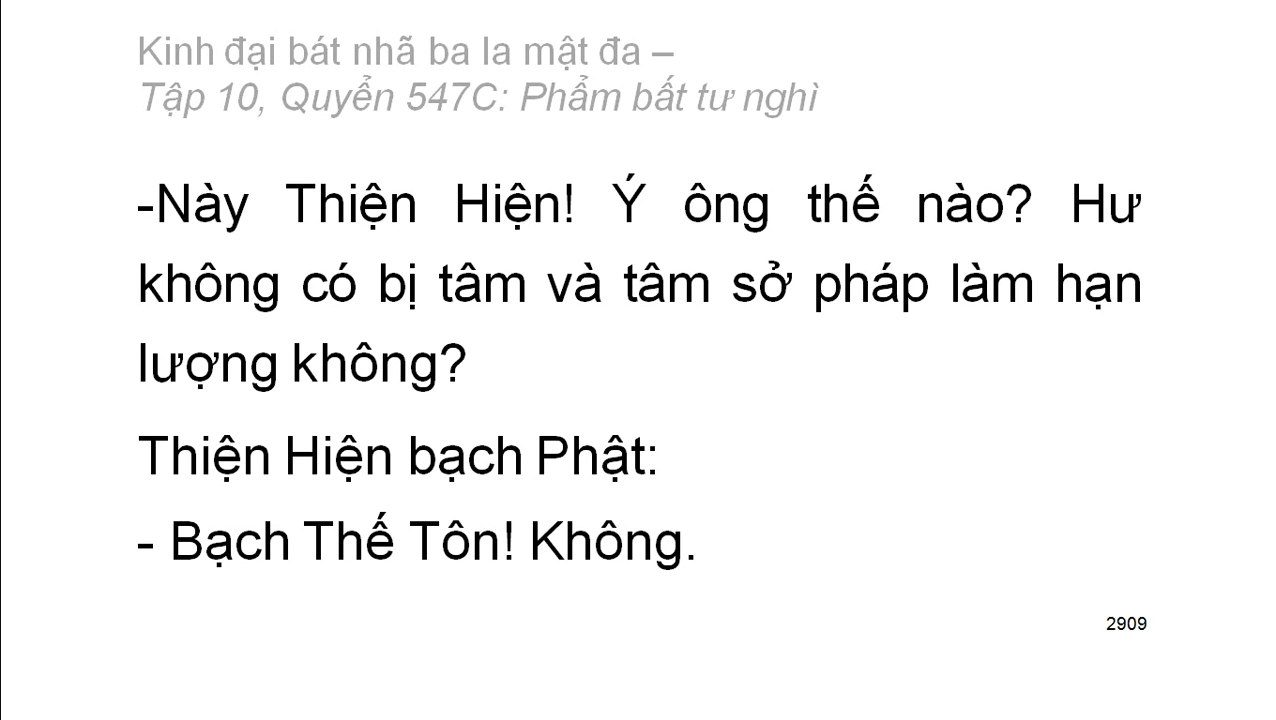 Kinh đại bát nhã ba la mật đa –
Tập 10, Quyển 547C: Phẩm bất tư nghì
-Này Thiện Hiện! Ý ông thế nào? Hư
không có bị tâm và tâm sở pháp làm hạn
lượng không?
Thiện Hiện bạch Phật:
- Bạch Thế Tôn! Không.
2909